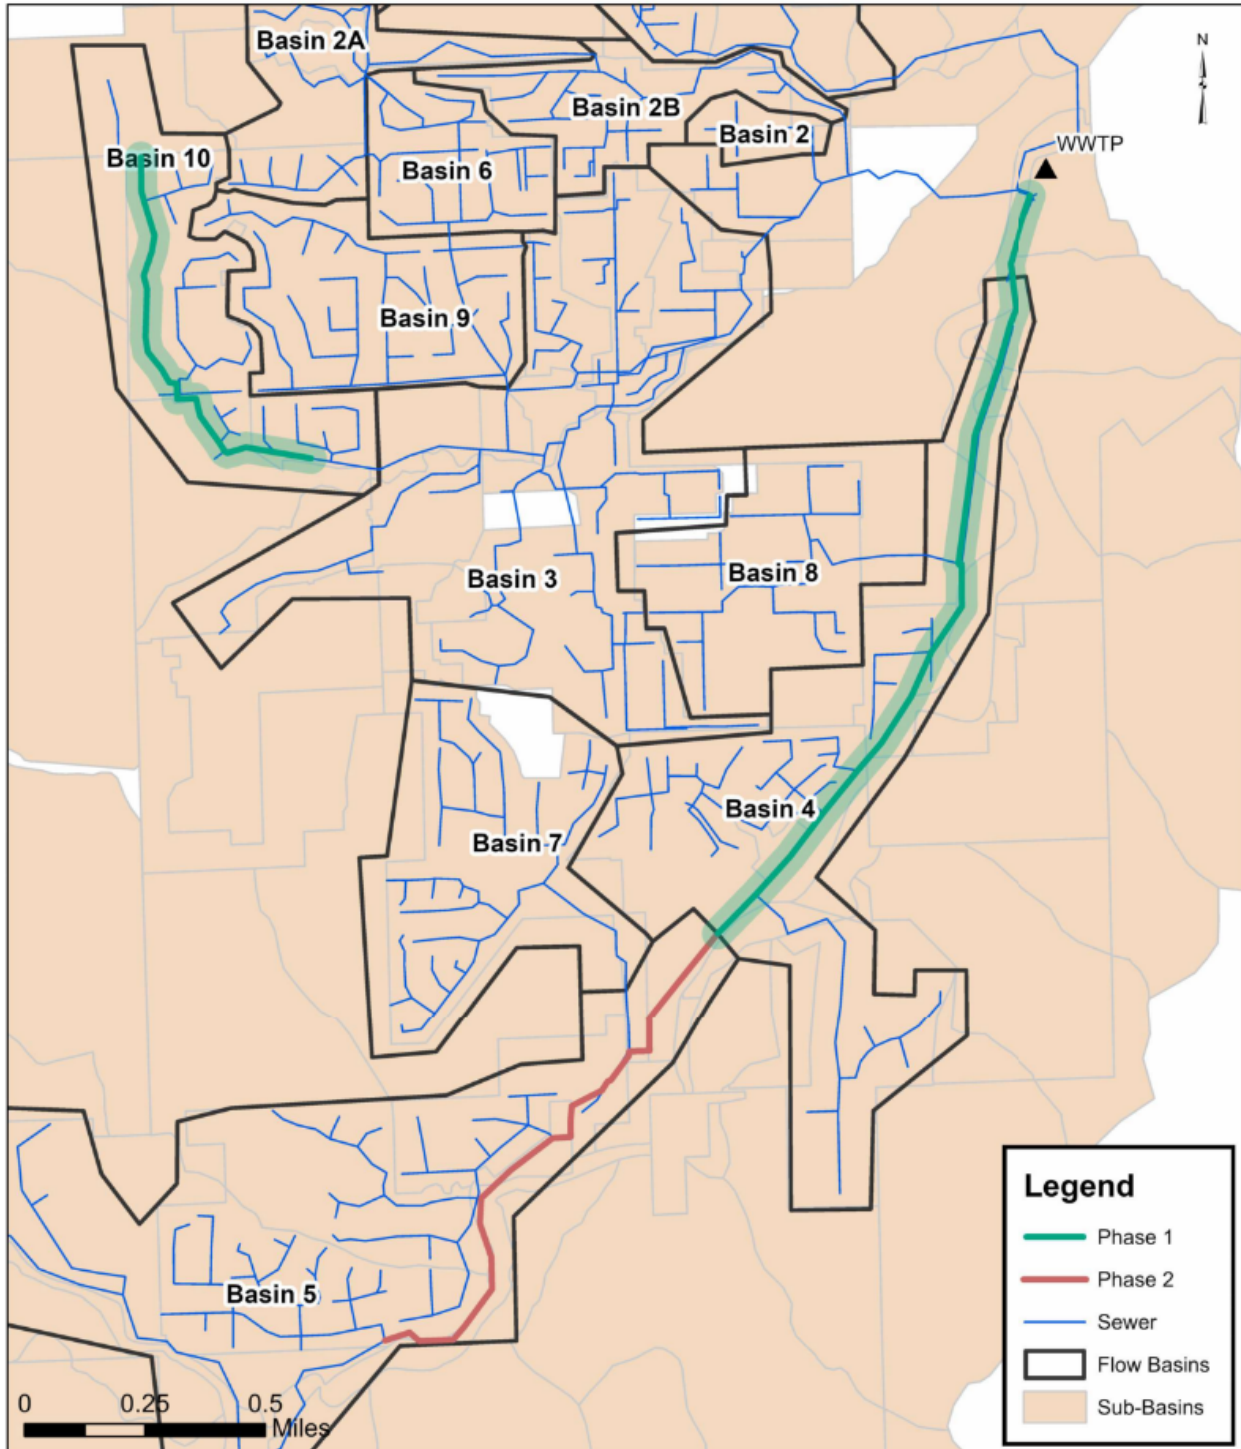 Basin 2A
N
Basin 2B
Basin 2
WWTP
Basin 10
Basin 6
Basin 9
Basin 3
Basin 8
Basin 4
Basin 7
Basin 5
Legend
Phase 1
Phase 2
Sewer
Flow Basins
Sub-Basins
0 0.25 0.5
Miles